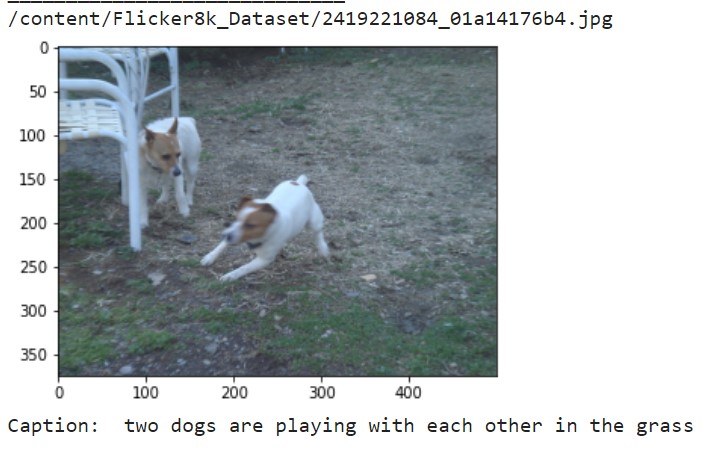 /content/Flicker8k_Dataset/2419221084_01a14176b4.jpg
0
50
100
150
200
250
300
350
0 100 200 300 400
Caption: two dogs are playing with each other in the grass